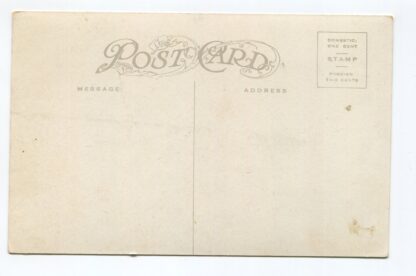 POST CARD
DOMESTIC,
ONE CENT
STAMP
FOREIGN
TWO CENTS
MESSAGE:
ADDRESS